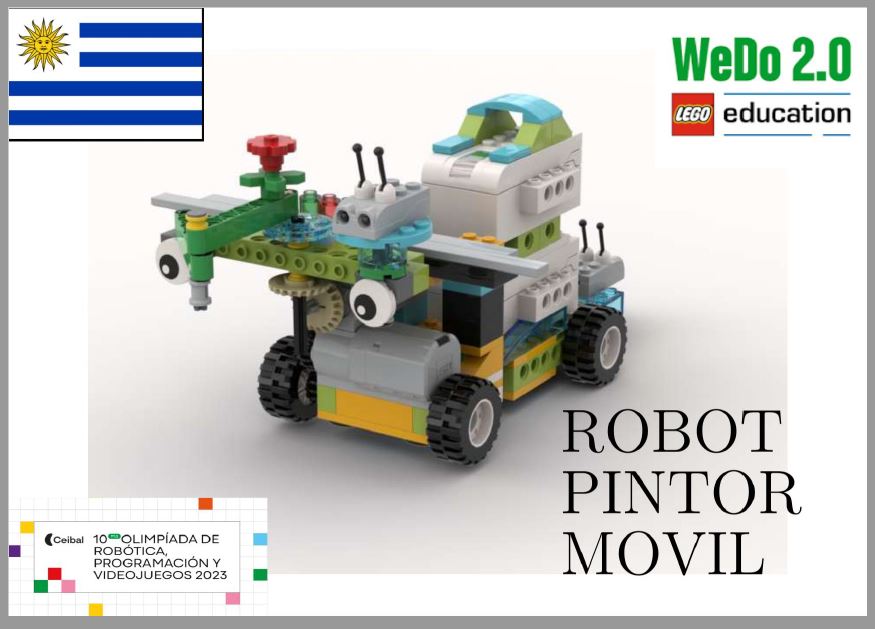 WeDo 2.0
LEGO education
ROBOT
PINTOR
MOVIL
Ceibal
10 OLIMPÍADA DE
ROBÓTICA,
PROGRAMACIÓN Y
VIDEOJUEGOS 2023